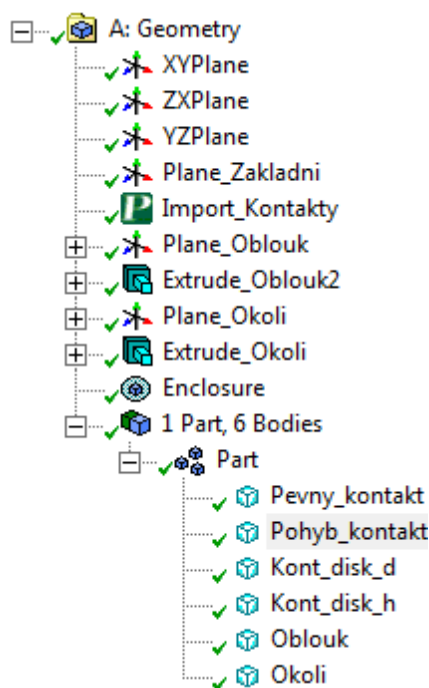 A: Geometry
XYPlane
ZXPlane
YZPlane
Plane_Zakladni
Import_Kontakty
Plane_Oblouk
Extrude_Oblouk2
Plane_Okoli
Extrude_Okoli
Enclosure
1 Part, 6 Bodies
Part
Pevny_kontakt
Pohyb_kontakt
Kont_disk_d
Kont_disk_h
Oblouk
Okoli